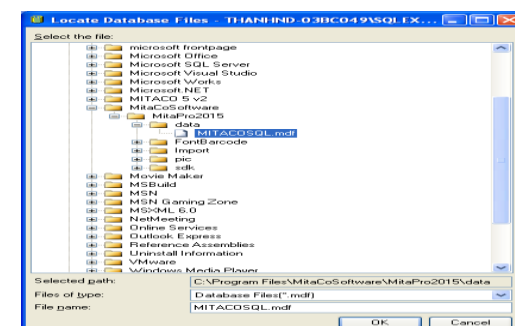 Locate Database Files - THANHND-03BC049\SQLEX...
Select the file:
microsoft frontpage
Microsoft Office
Microsoft SQL Server
Microsoft Visual Studio
Microsoft Works
Microsoft.NET
MITACO 5 v2
MitaCoSoftware
MitaPro2015
data
MITACOSQL.mdf
FontBarcode
Import
pic
sdk
Movie Maker
MSBuild
MSN
MSN Gaming Zone
MSXML 6.0
NetMeeting
Online Services
Outlook Express
Reference Assemblies
Uninstall Information
VMware
Windows Media Player
Selected path: C:\Program Files\MitaCoSoftware\MitaPro2015\data
Files of type: Database Files(*.mdf)
File name: MITACOSQL.mdf
OK Cancel